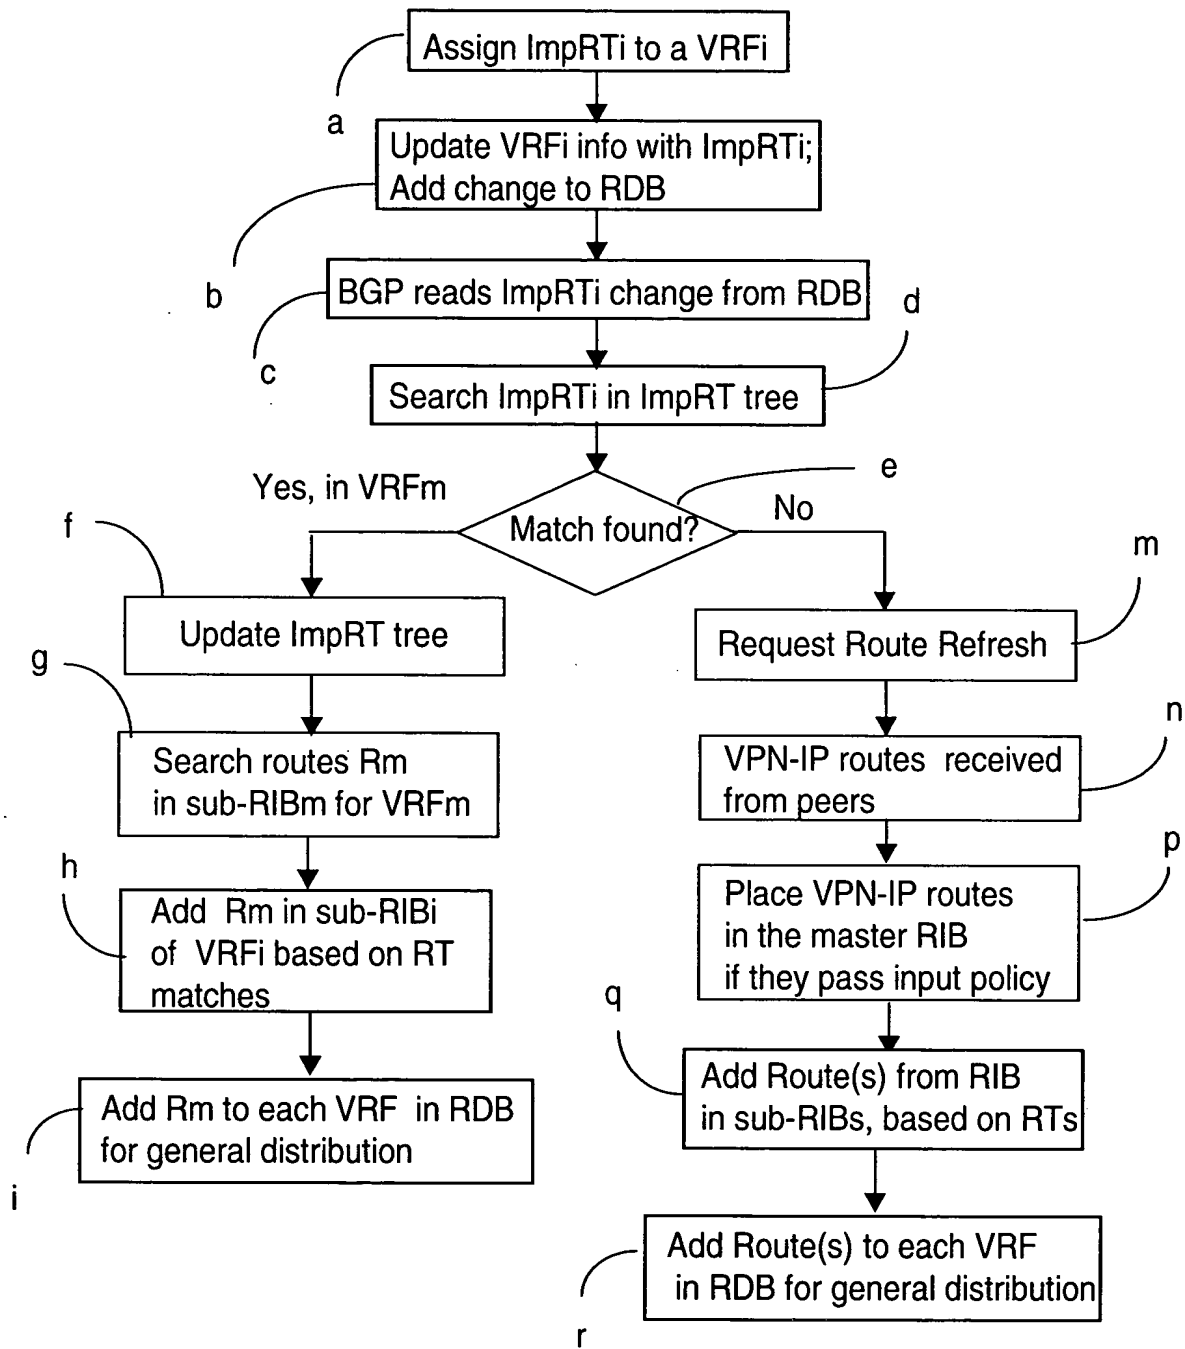 Assign ImpRTi to a VRFi
a
Update VRFi info with ImpRTi;
Add change to RDB
b
BGP reads ImpRTi change from RDB
c
d
Search ImpRTi in ImpRT tree
e
Match found?
Yes, in VRFm
No
f
Update ImpRT tree
g
Search routes Rm
in sub-RIBm for VRFm
h
Add Rm in sub-RIBi
of VRFi based on RT
matches
i
Add Rm to each VRF in RDB
for general distribution
m
Request Route Refresh
n
VPN-IP routes received
from peers
p
Place VPN-IP routes
in the master RIB
if they pass input policy
q
Add Route(s) from RIB
in sub-RIBs, based on RTs
r
Add Route(s) to each VRF
in RDB for general distribution